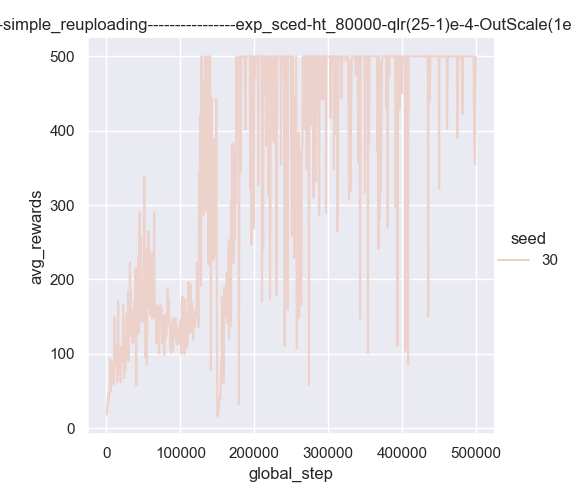 -simple_reuploading----------------exp_sced-ht_80000-qlr(25-1)e-4-OutScale(1e
500
400
300
200
100
0
avg_rewards
0 100000 200000 300000 400000 500000
global_step
seed
30